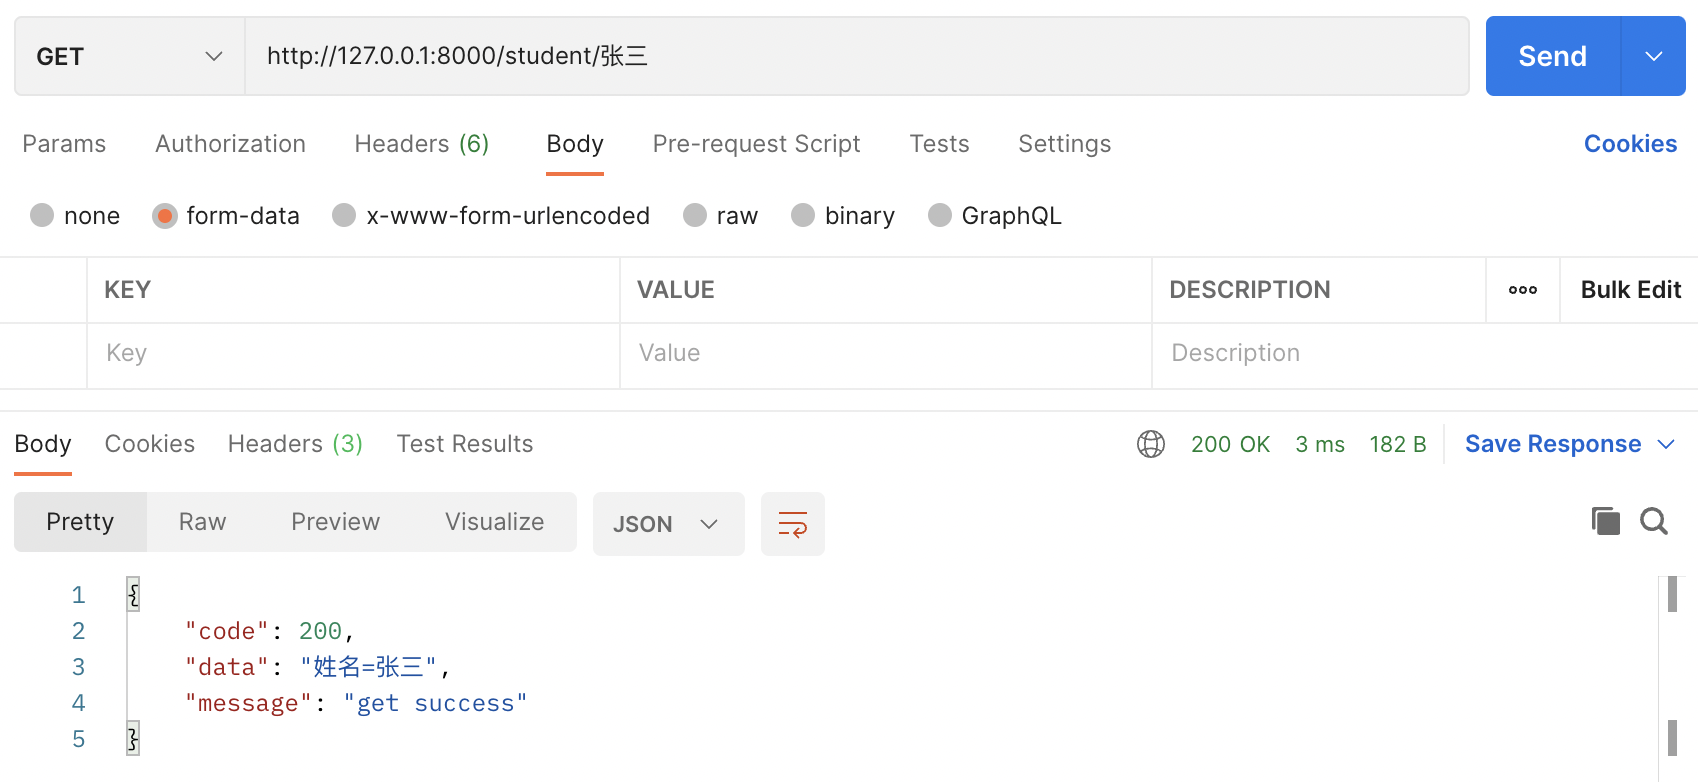 GET http://127.0.0.1:8000/student/张三 Send
Params Authorization Headers (6) Body Pre-request Script Tests Settings Cookies
none form-data x-www-form-urlencoded raw binary GraphQL
KEY VALUE DESCRIPTION ooo Bulk Edit
Key Value Description
Body Cookies Headers (3) Test Results 200 OK 3 ms 182 B Save Response
Pretty Raw Preview Visualize JSON
1 {
2 "code": 200,
3 "data": "姓名=张三",
4 "message": "get success"
5 }